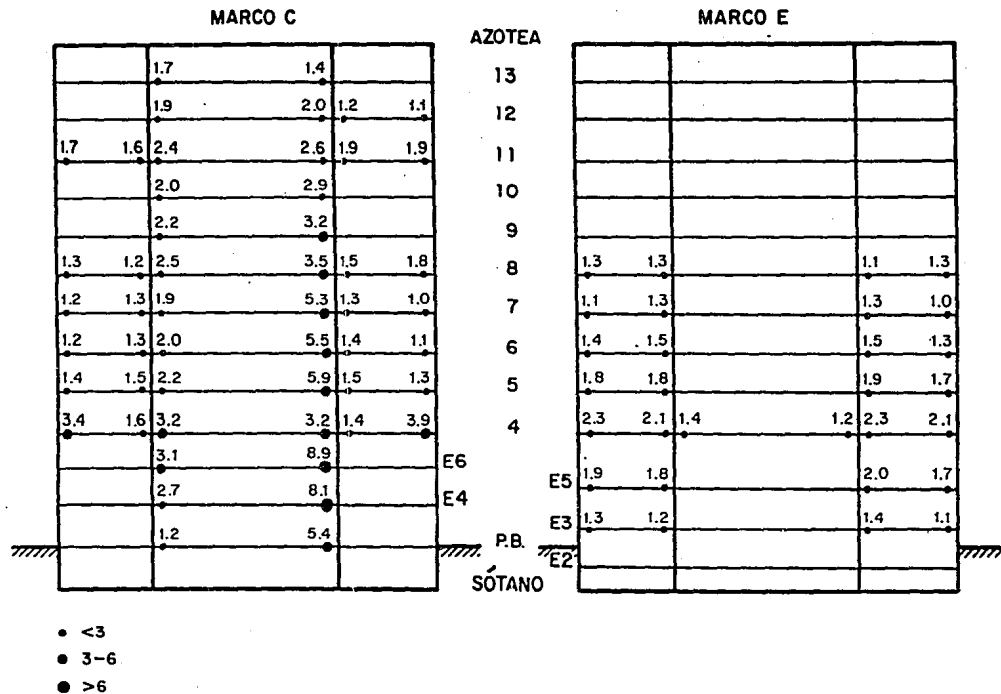 MARCO C MARCO E
AZOTEA
1.7 1.4 13
1.9 2.0 1.2 1.1 12
1.7 1.6 2.4 2.6 1.9 1.9 11
2.0 2.9 10
2.2 3.2 9
1.3 1.2 2.5 3.5 1.5 1.8 8 1.3 1.3 1.1 1.3
1.2 1.3 1.9 5.3 1.3 1.0 7 1.1 1.3 1.3 1.0
1.2 1.3 2.0 5.5 1.4 1.1 6 1.4 1.5 1.5 1.3
1.4 1.5 2.2 5.9 1.5 1.3 5 1.8 1.8 1.9 1.7
3.4 1.6 3.2 3.2 1.4 3.9 4 2.3 2.1 1.4 1.2 2.3 2.1
3.1 8.9 E6
E5 1.9 1.8 2.0 1.7
2.7 8.1 E4
E3 1.3 1.2 1.4 1.1
1.2 5.4 P.B.
E2
SÓTANO
<3
3-6
>6